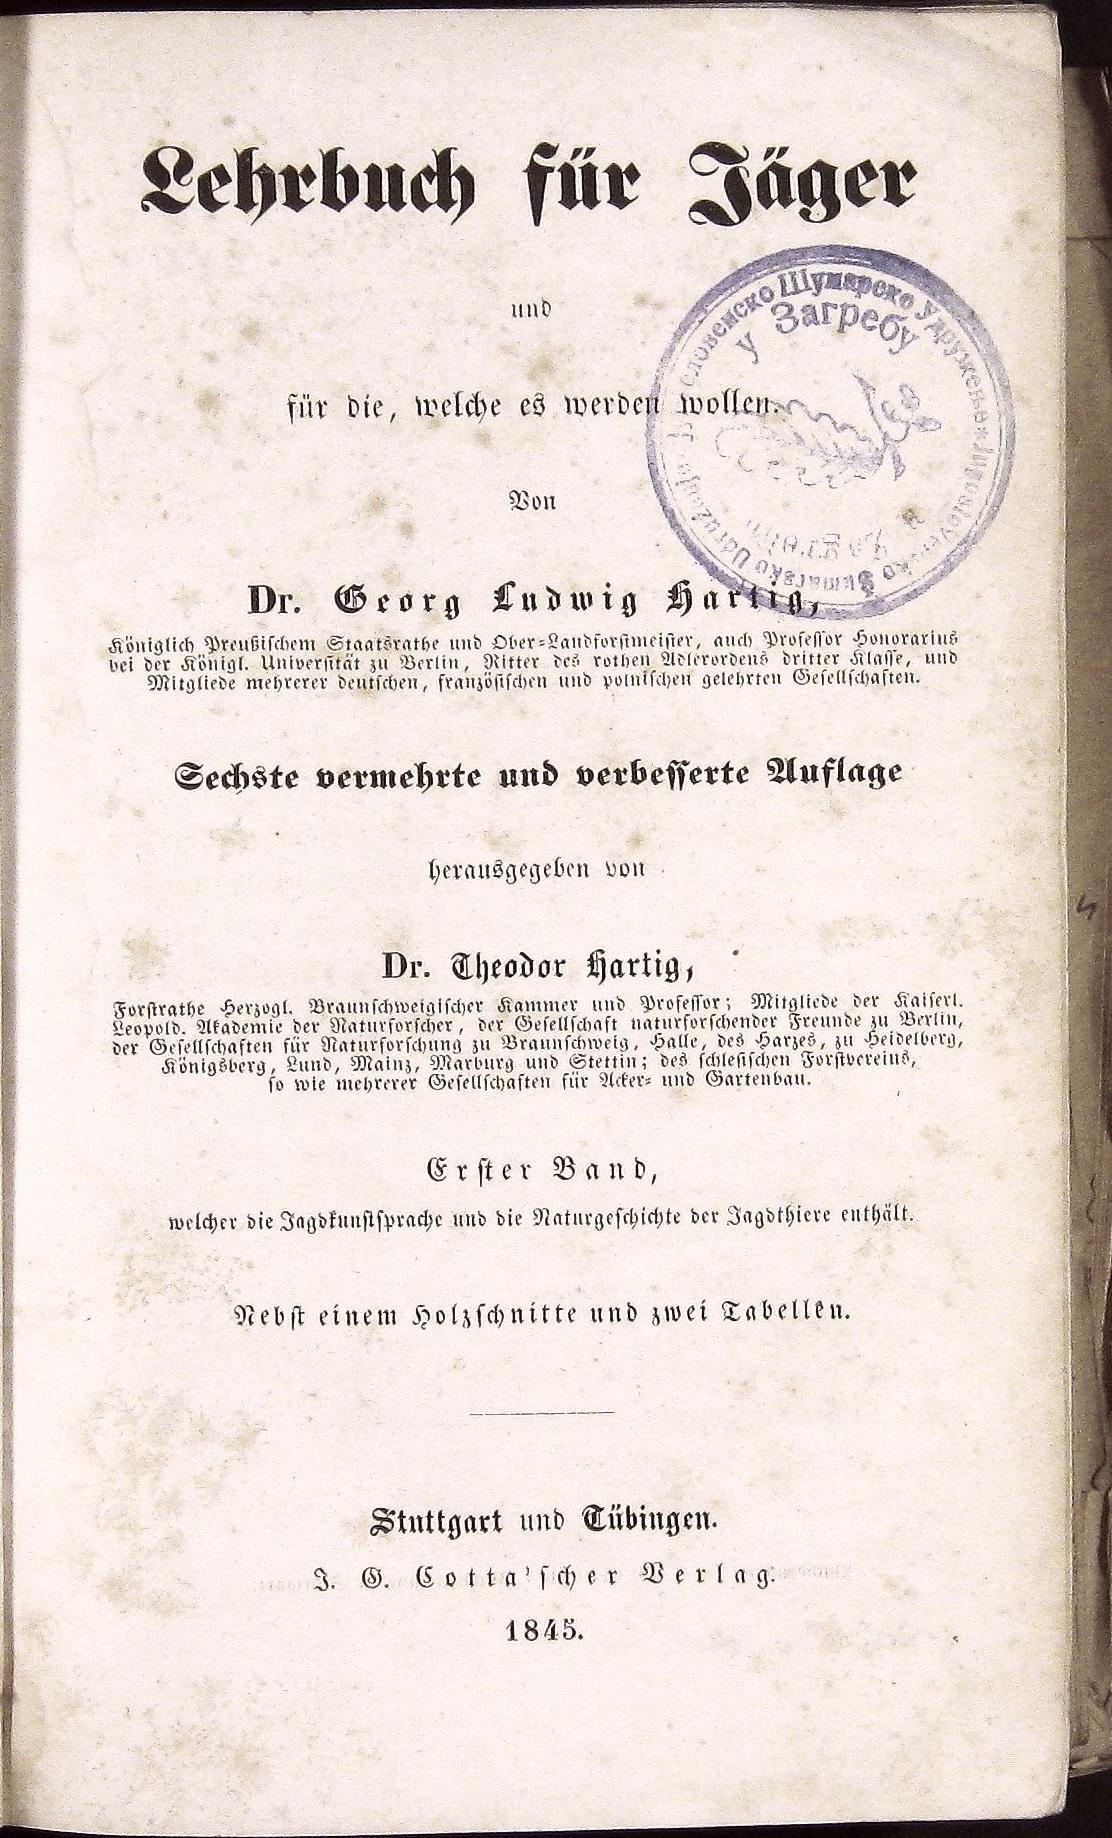 Lehrbuch für Jäger
und
für die, welche es werden wollen.
Von
Dr. Georg Ludwig Hartig,
Königlich Preußischem Staatsrathe und Ober-Landforstmeister, auch Professor Honorarius
bei der Königl. Universität zu Berlin, Ritter des rothen Adlerordens dritter Klasse, und
Mitgliede mehrerer deutschen, französischen und polnischen gelehrten Gesellschaften.
Sechste vermehrte und verbesserte Auflage
herausgegeben von
Dr. Theodor Hartig,
Forstrathe Herzogl. Braunschweigischer Kammer und Professor; Mitgliede der Kaiserl.
Leopold. Akademie der Naturforscher, der Gesellschaft naturforschender Freunde zu Berlin,
der Gesellschaften für Naturforschung zu Braunschweig, Halle, des Harzes, zu Heidelberg,
Königsberg, Lund, Mainz, Marburg und Stettin; des schlesischen Forstvereins,
so wie mehrerer Gesellschaften für Acker- und Gartenbau.
Erster Band,
welcher die Jagdkunstsprache und die Naturgeschichte der Jagdthiere enthält.
Nebst einem Holzschnitte und zwei Tabellen.
Stuttgart und Tübingen.
J. G. Cotta'scher Verlag.
1845.
Шумарско Удружење
у Загребу
Jugoslovensko Šumarsko Udruženje